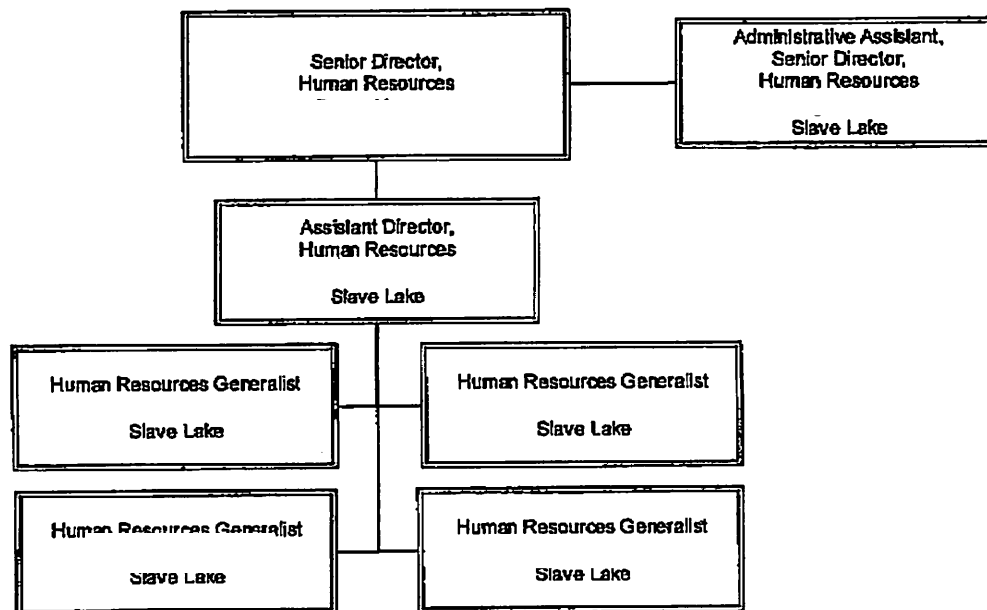 Senior Director,
Human Resources
Administrative Assistant,
Senior Director,
Human Resources
Slave Lake
Assistant Director,
Human Resources
Slave Lake
Human Resources Generalist
Slave Lake
Human Resources Generalist
Slave Lake
Human Resources Generalist
Slave Lake
Human Resources Generalist
Slave Lake